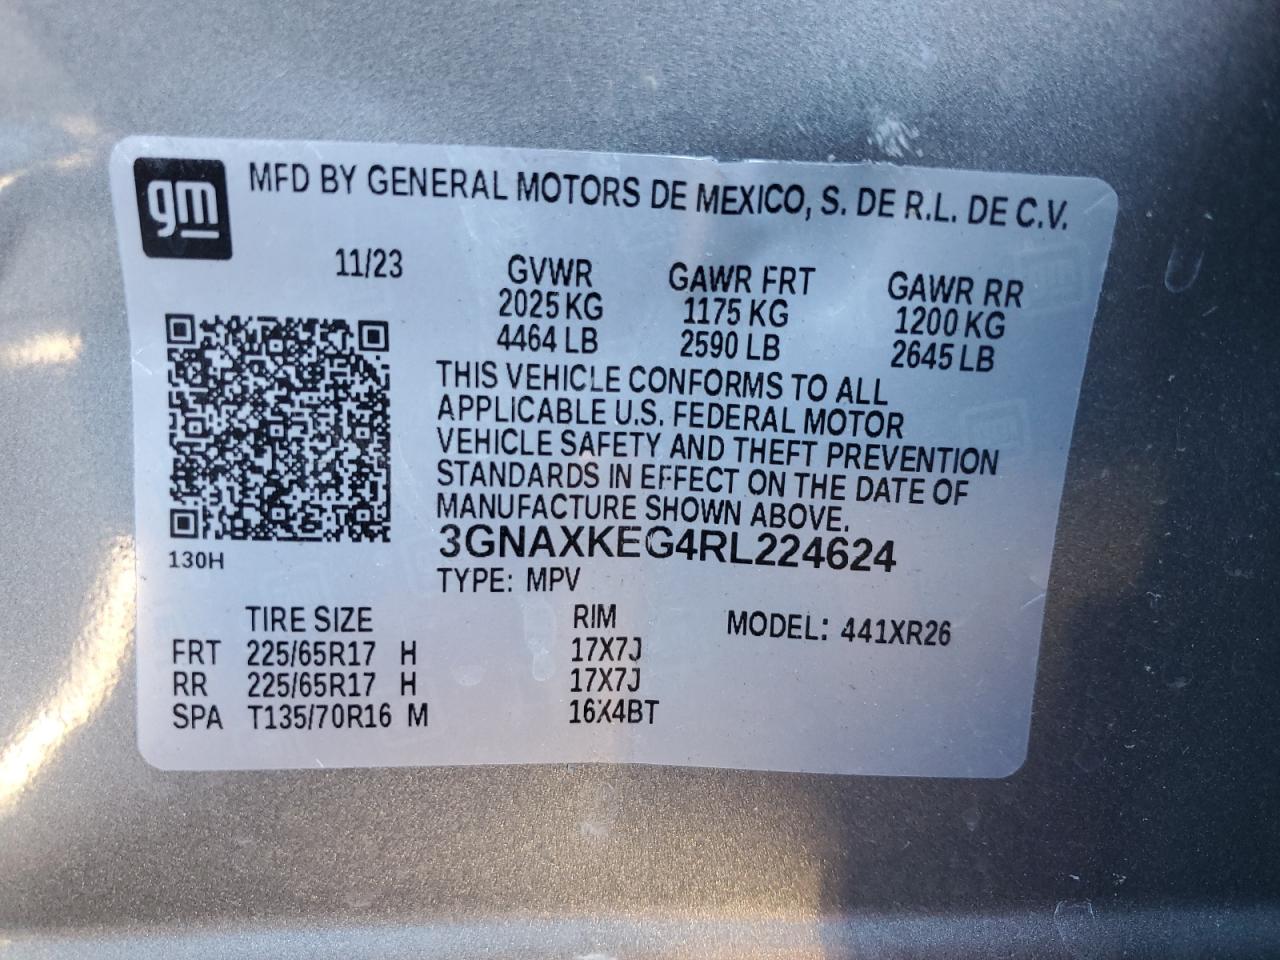 gm
MFD BY GENERAL MOTORS DE MEXICO, S. DE R.L. DE C.V.
11/23 GVWR GAWR FRT GAWR RR
2025 KG 1175 KG 1200 KG
4464 LB 2590 LB 2645 LB
THIS VEHICLE CONFORMS TO ALL
APPLICABLE U.S. FEDERAL MOTOR
VEHICLE SAFETY AND THEFT PREVENTION
STANDARDS IN EFFECT ON THE DATE OF
MANUFACTURE SHOWN ABOVE.
3GNAXKEG4RL224624
130H
TYPE: MPV
TIRE SIZE RIM MODEL: 441XR26
FRT 225/65R17 H 17X7J
RR 225/65R17 H 17X7J
SPA T135/70R16 M 16X4BT